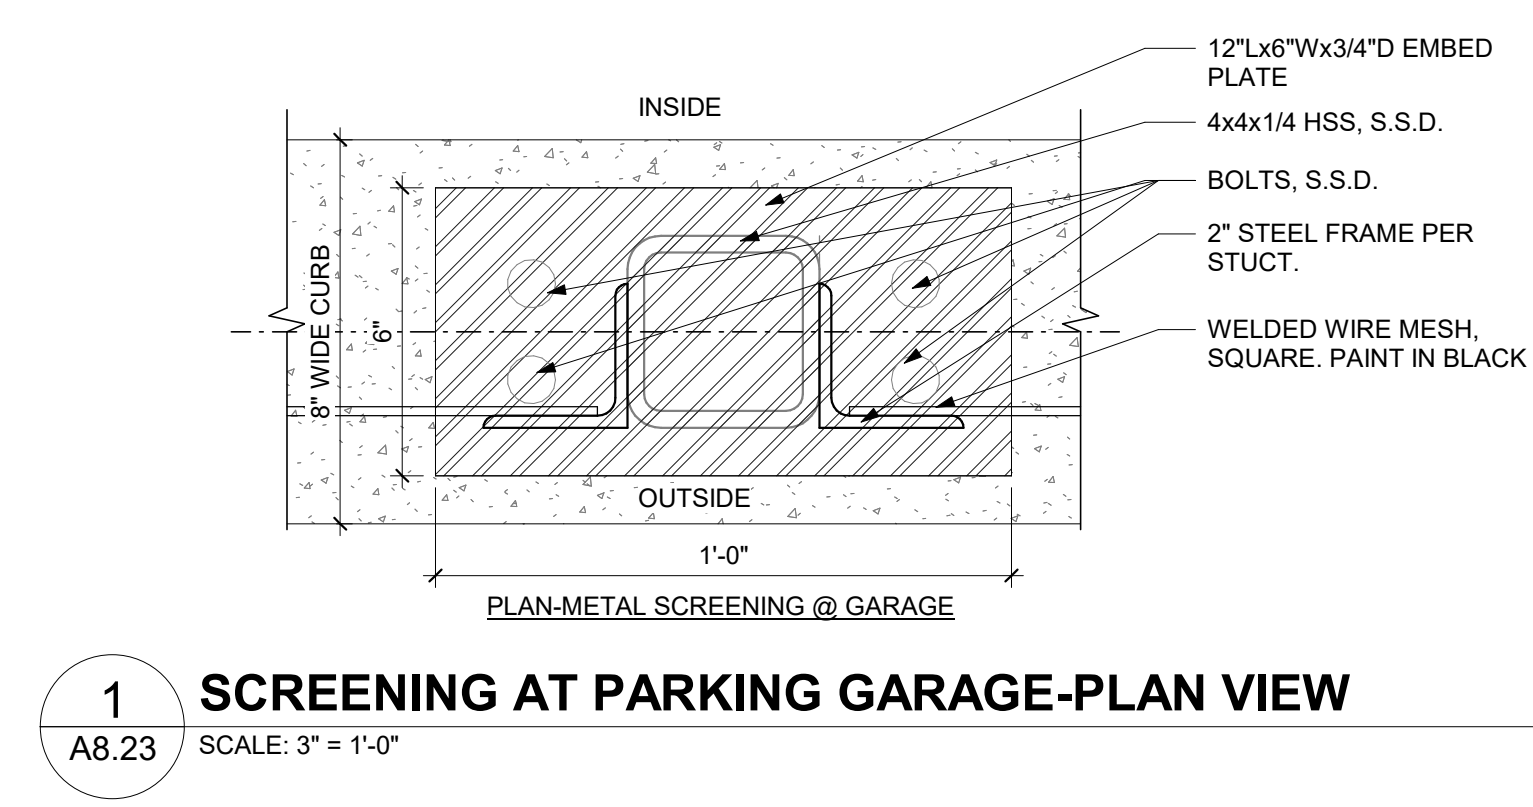 12"Lx6"Wx3/4"D EMBED
PLATE
INSIDE
4x4x1/4 HSS, S.S.D.
BOLTS, S.S.D.
2" STEEL FRAME PER
STUCT.
8" WIDE CURB
6"
WELDED WIRE MESH,
SQUARE. PAINT IN BLACK
OUTSIDE
1'-0"
PLAN-METAL SCREENING @ GARAGE
1
SCREENING AT PARKING GARAGE-PLAN VIEW
A8.23
SCALE: 3" = 1'-0"